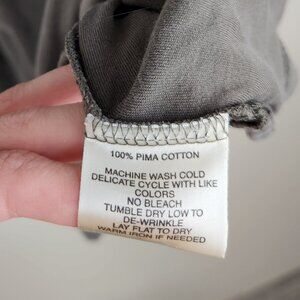 100% PIMA COTTON
MACHINE WASH COLD
DELICATE CYCLE WITH LIKE
COLORS
NO BLEACH
TUMBLE DRY LOW TO
DE-WRINKLE
LAY FLAT TO DRY
WARM IRON IF NEEDED